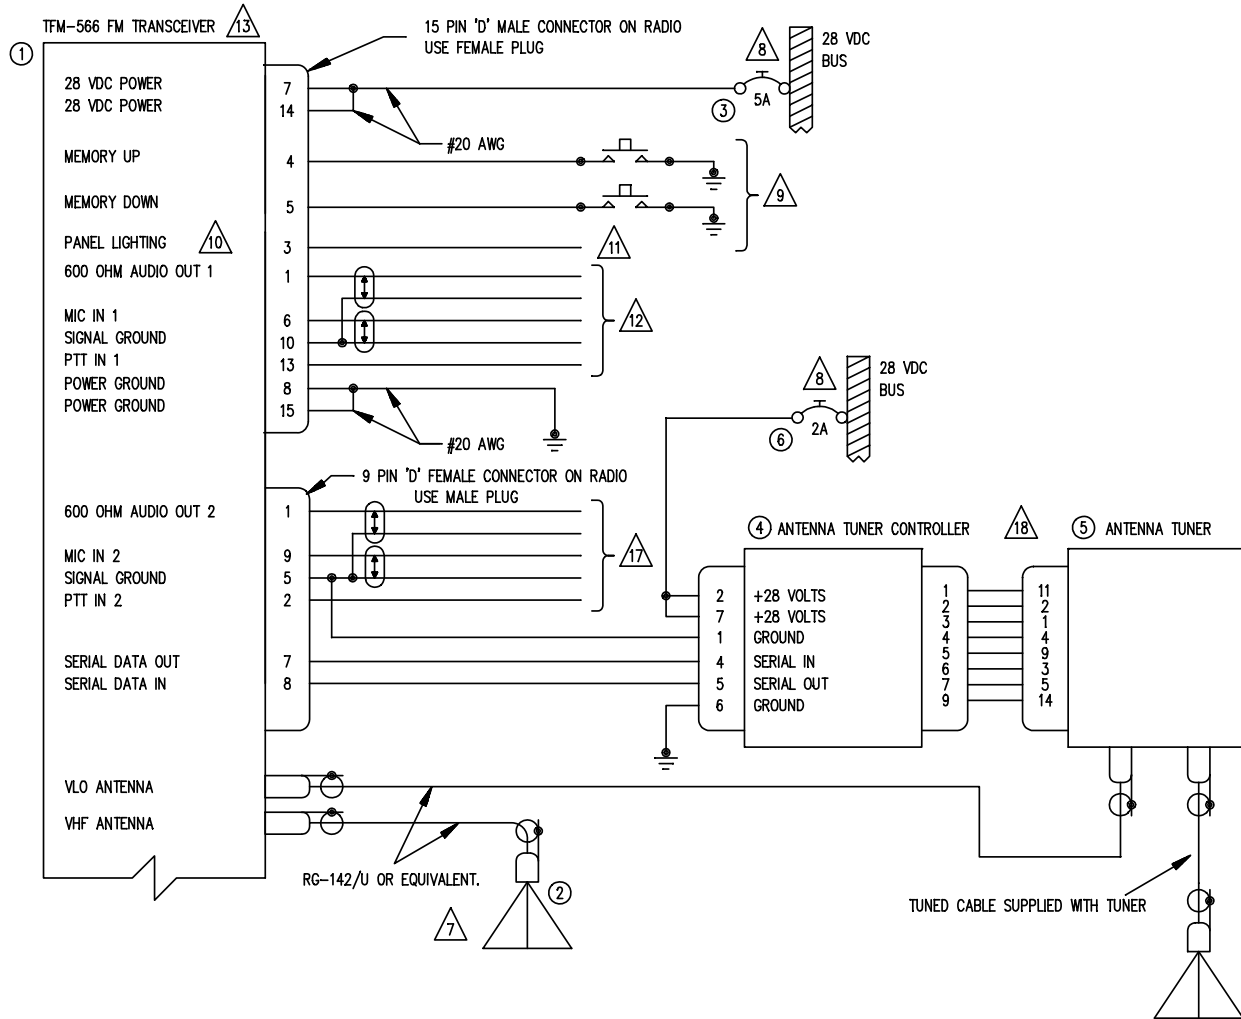 TFM-566 FM TRANSCEIVER 13
1
15 PIN 'D' MALE CONNECTOR ON RADIO
USE FEMALE PLUG
8
28 VDC
BUS
28 VDC POWER 7
28 VDC POWER 14
3
5A
#20 AWG
MEMORY UP 4
9
MEMORY DOWN 5
PANEL LIGHTING 10 3
11
600 OHM AUDIO OUT 1 1
MIC IN 1 6
12
SIGNAL GROUND 10
PTT IN 1 13
POWER GROUND 8
POWER GROUND 15
#20 AWG
8
28 VDC
BUS
6
2A
9 PIN 'D' FEMALE CONNECTOR ON RADIO
USE MALE PLUG
600 OHM AUDIO OUT 2 1
MIC IN 2 9
17
SIGNAL GROUND 5
PTT IN 2 2
SERIAL DATA OUT 7
SERIAL DATA IN 8
4 ANTENNA TUNER CONTROLLER
18
5 ANTENNA TUNER
2 +28 VOLTS
7 +28 VOLTS
1 GROUND
4 SERIAL IN
5 SERIAL OUT
6 GROUND
1 11
2 2
3 1
4 4
5 9
6 3
7 5
9 14
VLO ANTENNA
VHF ANTENNA
RG-142/U OR EQUIVALENT.
7
2
TUNED CABLE SUPPLIED WITH TUNER